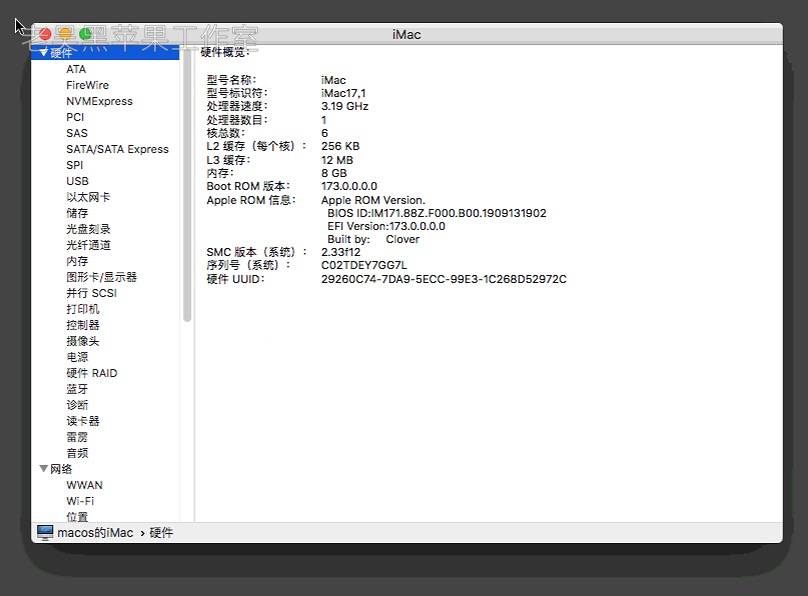 iMac
老吴黑苹果工作室
硬件
ATA
FireWire
NVMExpress
PCI
SAS
SATA/SATA Express
SPI
USB
以太网卡
储存
光盘刻录
光纤通道
内存
图形卡/显示器
并行 SCSI
打印机
控制器
摄像头
电源
硬件 RAID
蓝牙
诊断
读卡器
雷雳
音频
网络
WWAN
Wi-Fi
位置
硬件概览：
型号名称： iMac
型号标识符： iMac17,1
处理器速度： 3.19 GHz
处理器数目： 1
核总数： 6
L2 缓存（每个核）： 256 KB
L3 缓存： 12 MB
内存： 8 GB
Boot ROM 版本： 173.0.0.0.0
Apple ROM 信息： Apple ROM Version.
BIOS ID:IM171.88Z.F000.B00.1909131902
EFI Version:173.0.0.0.0
Built by: Clover
SMC 版本（系统）： 2.33f12
序列号（系统）： C02TDEY7GG7L
硬件 UUID： 29260C74-7DA9-5ECC-99E3-1C268D52972C
macos的iMac › 硬件